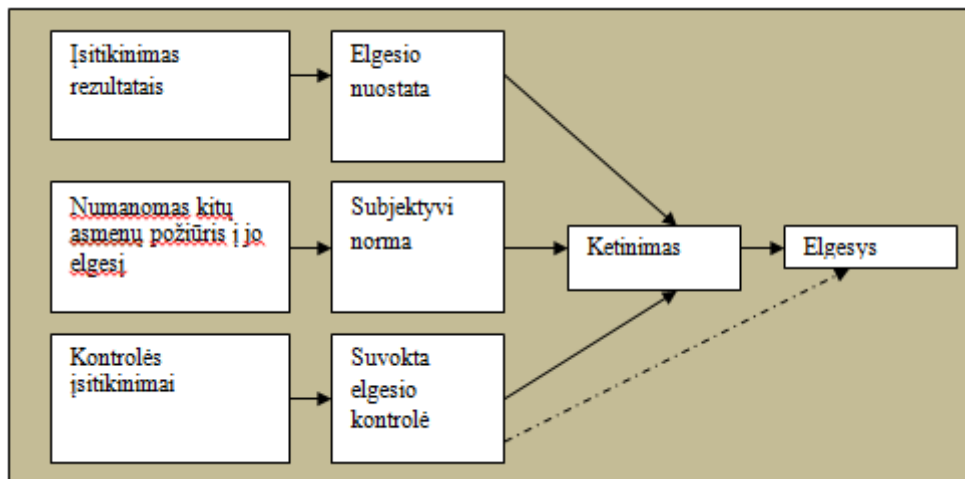 Įsitikinimas
rezultatais
Elgesio
nuostata
Numanomas kitų
asmenų požiūris į jo
elgesį
Subjektyvi
norma
Ketinimas
Elgesys
Kontrolės
įsitikinimai
Suvokta
elgesio
kontrolė